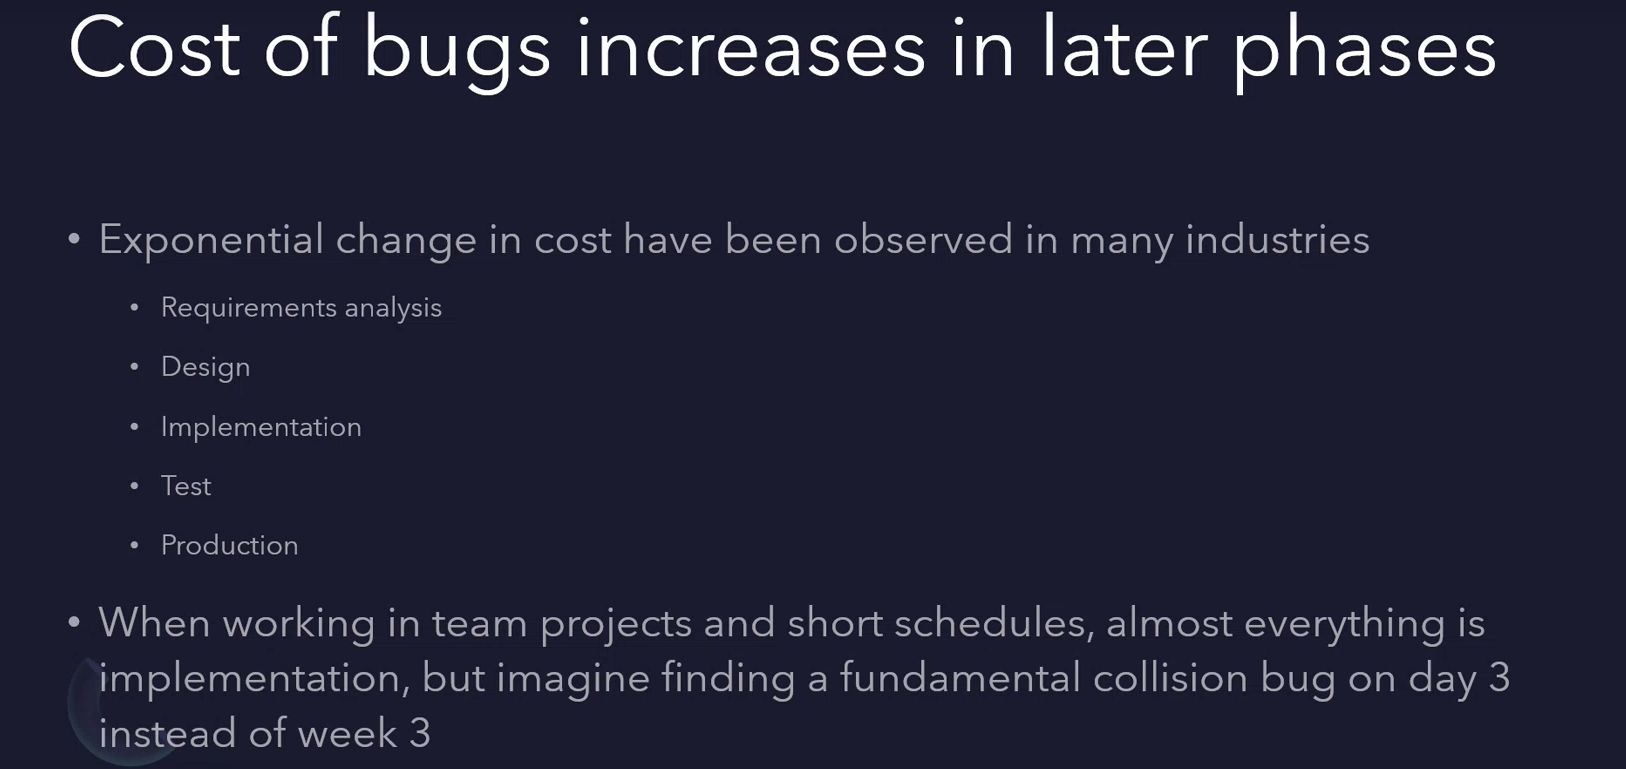 Cost of bugs increases in later phases
• Exponential change in cost have been observed in many industries
• Requirements analysis
• Design
• Implementation
• Test
• Production
• When working in team projects and short schedules, almost everything is
implementation, but imagine finding a fundamental collision bug on day 3
instead of week 3